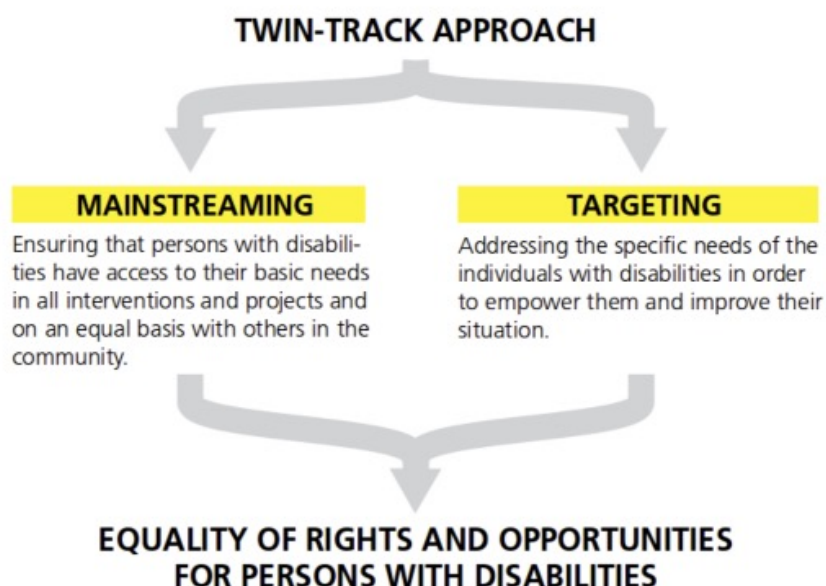 TWIN-TRACK APPROACH
MAINSTREAMING
Ensuring that persons with disabili-
ties have access to their basic needs
in all interventions and projects and
on an equal basis with others in the
community.
TARGETING
Addressing the specific needs of the
individuals with disabilities in order
to empower them and improve their
situation.
EQUALITY OF RIGHTS AND OPPORTUNITIES
FOR PERSONS WITH DISABILITIES